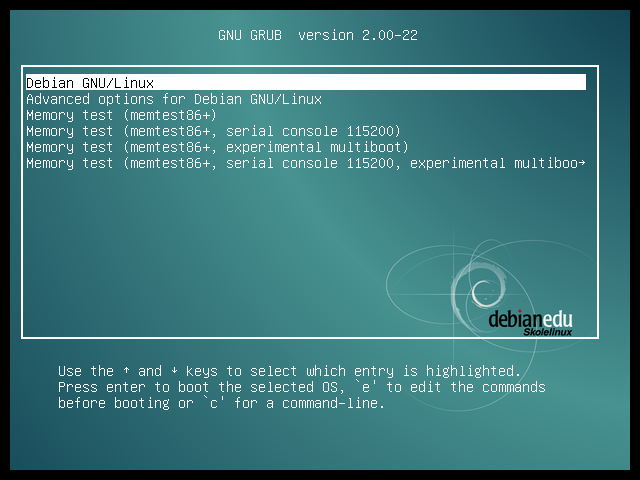 GNU GRUB  version 2.00-22
Debian GNU/Linux
Advanced options for Debian GNU/Linux
Memory test (memtest86+)
Memory test (memtest86+, serial console 115200)
Memory test (memtest86+, experimental multiboot)
Memory test (memtest86+, serial console 115200, experimental multiboo→
debianedu
Skolelinux
Use the ↑ and ↓ keys to select which entry is highlighted.
Press enter to boot the selected OS, `e' to edit the commands
before booting or `c' for a command-line.